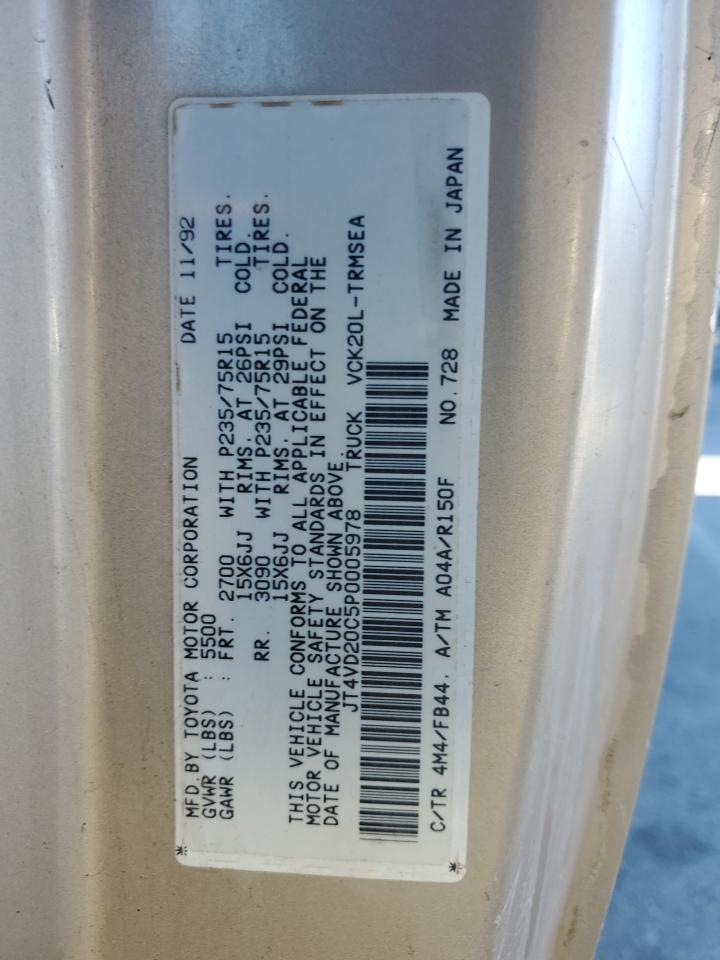 MFD. BY TOYOTA MOTOR CORPORATION DATE 11/92
GVWR (LBS) : 5500
GAWR (LBS) : FRT. 2700 WITH P235/75R15 TIRES.
15X6JJ RIMS. AT 26PSI COLD.
RR. 3090 WITH P235/75R15 TIRES.
15X6JJ RIMS. AT 29PSI COLD.
THIS VEHICLE CONFORMS TO ALL APPLICABLE FEDERAL
MOTOR VEHICLE SAFETY STANDARDS IN EFFECT ON THE
DATE OF MANUFACTURE SHOWN ABOVE.
JT4VD20C5P0005978 TRUCK VCK20L-TRMSEA
C/TR 4M4/FB44. A/TM A04A/R150F NO.728 MADE IN JAPAN